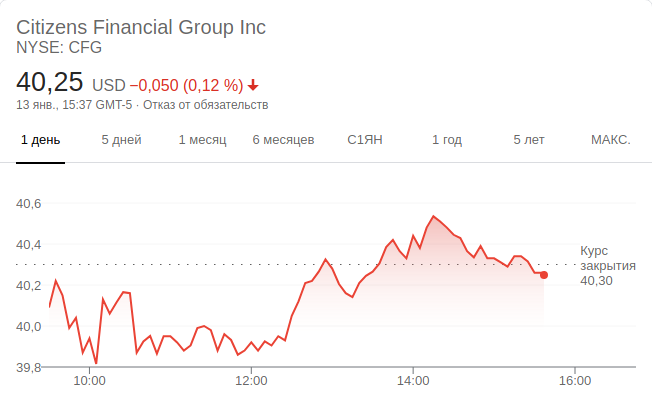 Citizens Financial Group Inc
NYSE: CFG
40,25 USD −0,050 (0,12 %)
13 янв., 15:37 GMT-5 · Отказ от обязательств
1 день 5 дней 1 месяц 6 месяцев С1ЯН 1 год 5 лет МАКС.
40,6
40,4
40,2
40,0
39,8
Курс
закрытия
40,30
10:00 12:00 14:00 16:00